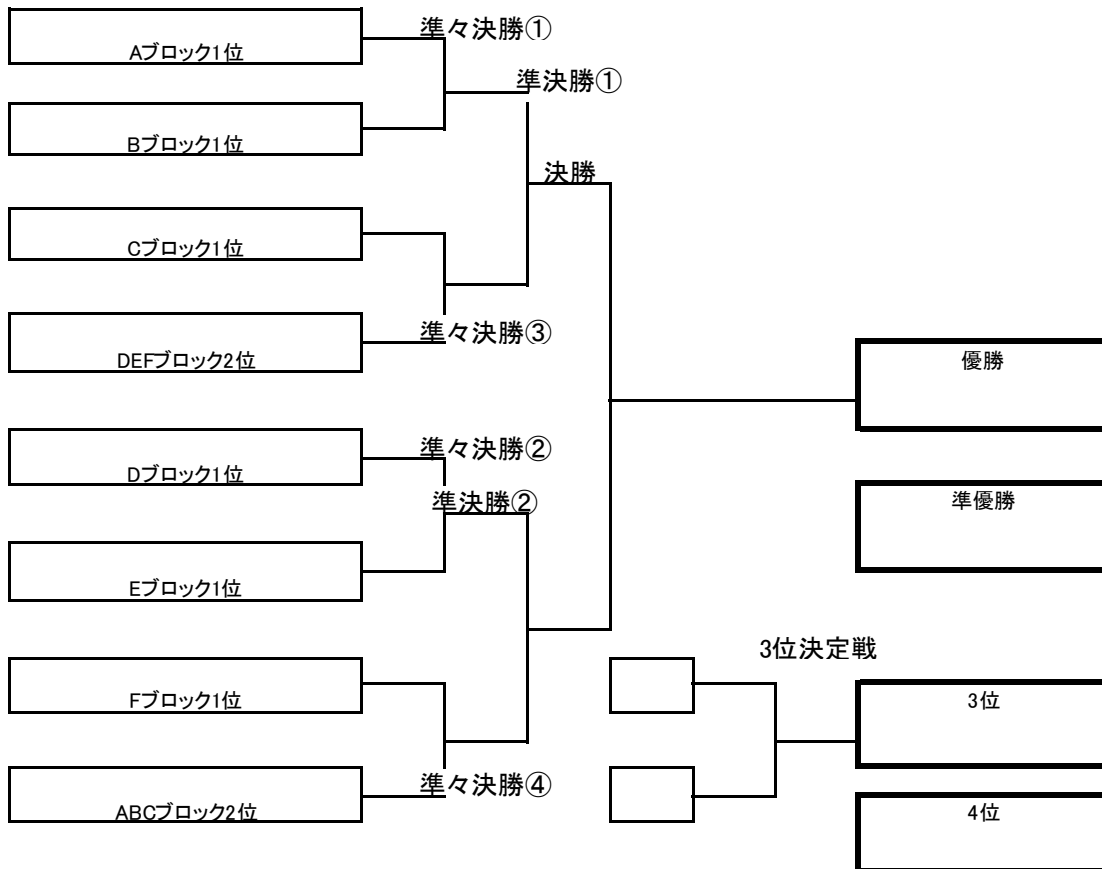 準々決勝①
Aブロック1位
準決勝①
Bブロック1位
決勝
Cブロック1位
準々決勝③
DEFブロック2位
優勝
準々決勝②
Dブロック1位
準決勝②
準優勝
Eブロック1位
3位決定戦
Fブロック1位
3位
準々決勝④
ABCブロック2位
4位